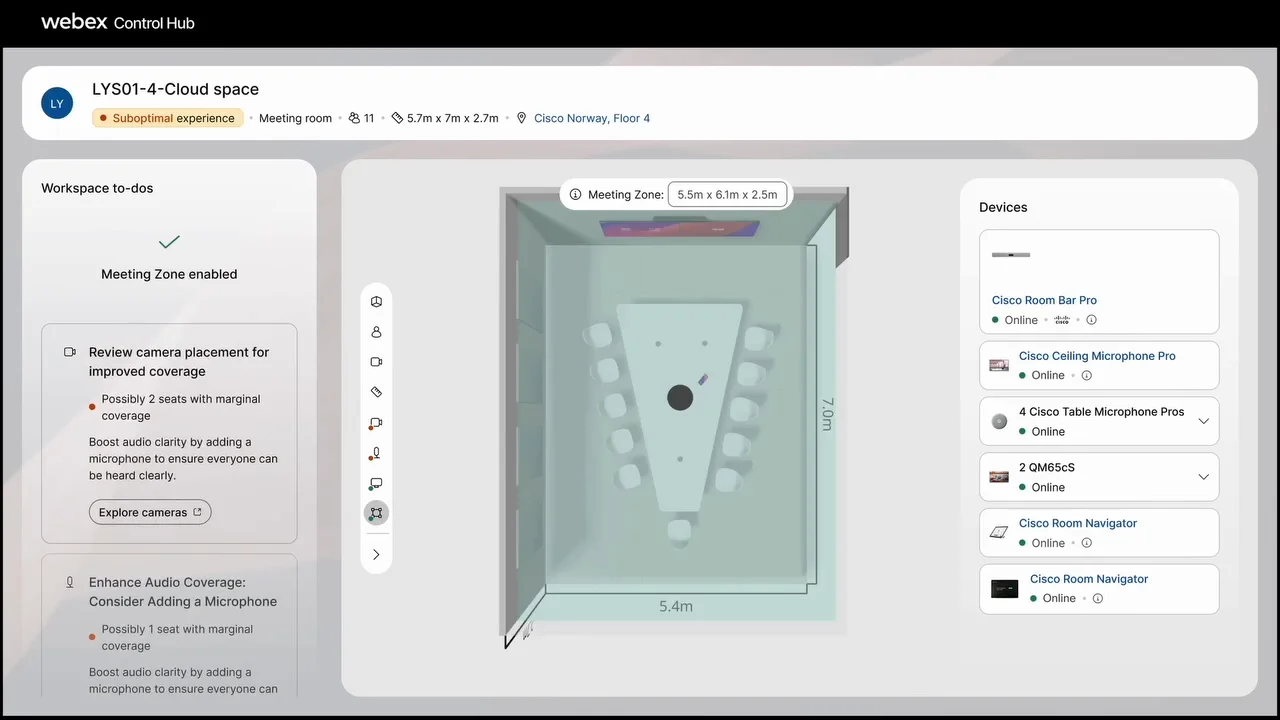 webex Control Hub
LY
LYS01-4-Cloud space
Suboptimal experience • Meeting room • 11 • 5.7m x 7m x 2.7m • Cisco Norway, Floor 4
Workspace to-dos
Meeting Zone enabled
Review camera placement for
improved coverage
Possibly 2 seats with marginal
coverage
Boost audio clarity by adding a
microphone to ensure everyone can
be heard clearly.
Explore cameras
Enhance Audio Coverage:
Consider Adding a Microphone
Possibly 1 seat with marginal
coverage
Boost audio clarity by adding a
microphone to ensure everyone can
Meeting Zone: 5.5m x 6.1m x 2.5m
7.0m
5.4m
Devices
Cisco Room Bar Pro
Online • CISCO •
Cisco Ceiling Microphone Pro
Online •
4 Cisco Table Microphone Pros
Online
2 QM65cS
Online
Cisco Room Navigator
Online •
Cisco Room Navigator
Online •